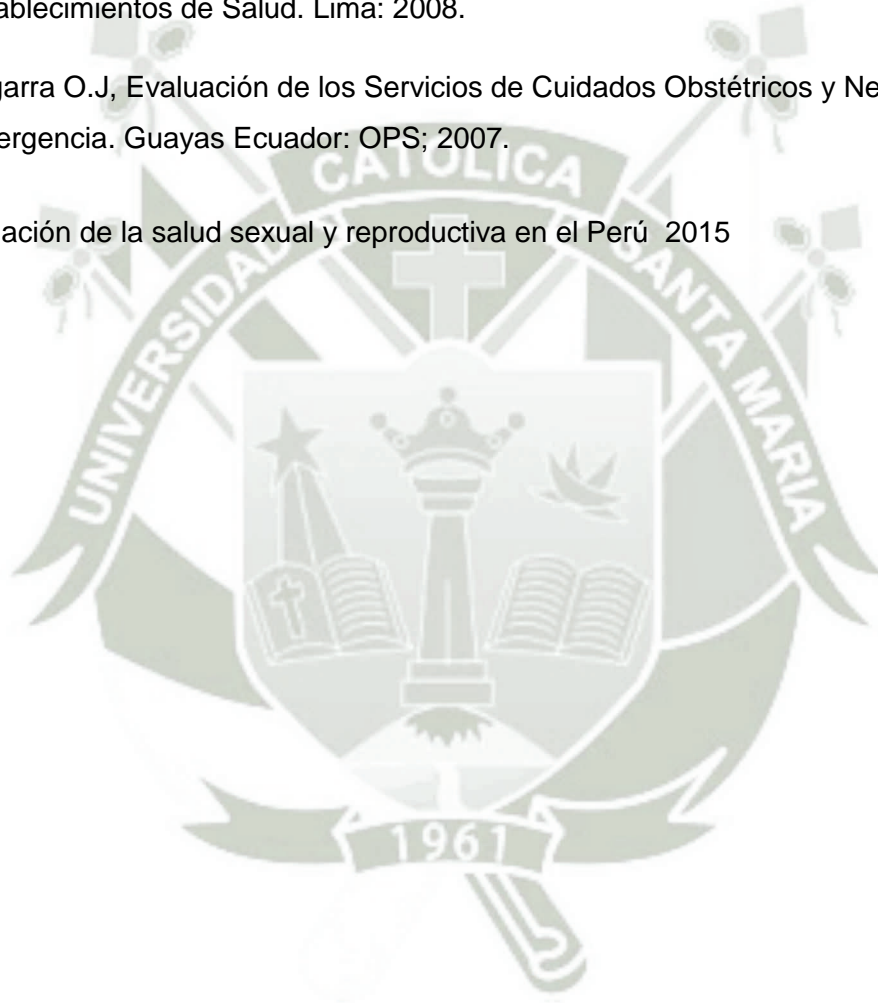 ablecimientos de Salud. Lima: 2008.
garra O.J, Evaluación de los Servicios de Cuidados Obstétricos y Ne
ergencia. Guayas Ecuador: OPS; 2007.
ación de la salud sexual y reproductiva en el Perú  2015
UNIVERSIDAD CATOLICA SANTA MARIA
1961